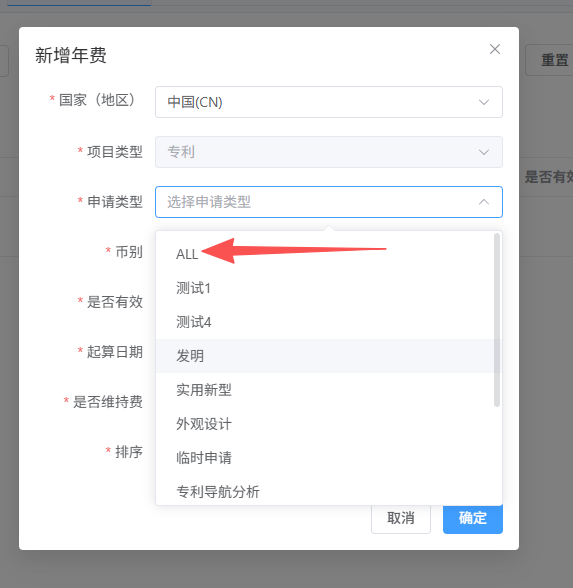 新增年费
重置
* 国家（地区）
中国(CN)
* 项目类型
专利
是否有效
* 申请类型
选择申请类型
* 币别
ALL
* 是否有效
测试1
测试4
* 起算日期
发明
* 是否维持费
实用新型
外观设计
* 排序
临时申请
专利导航分析
取消
确定